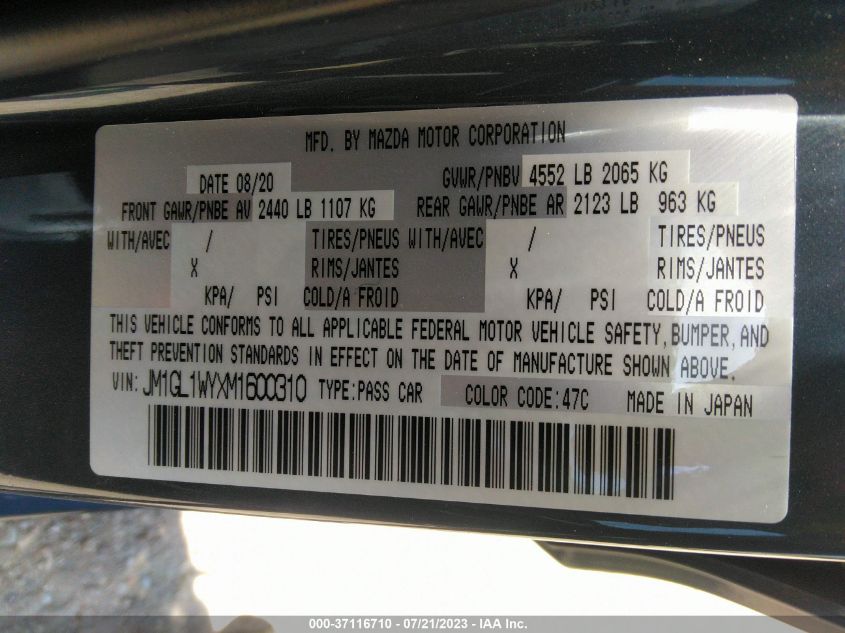 MFD. BY MAZDA MOTOR CORPORATION
DATE 08/20 GVWR/PNBV 4552 LB 2065 KG
FRONT GAWR/PNBE AV 2440 LB 1107 KG REAR GAWR/PNBE AR 2123 LB 963 KG
WITH/AVEC / TIRES/PNEUS WITH/AVEC / TIRES/PNEUS
X RIMS/JANTES X RIMS/JANTES
KPA/ PSI COLD/A FROID KPA/ PSI COLD/A FROID
THIS VEHICLE CONFORMS TO ALL APPLICABLE FEDERAL MOTOR VEHICLE SAFETY, BUMPER, AND
THEFT PREVENTION STANDARDS IN EFFECT ON THE DATE OF MANUFACTURE SHOWN ABOVE.
VIN: JM1GL1WYXM1600310 TYPE:PASS CAR COLOR CODE:47C MADE IN JAPAN
000-37116710 - 07/21/2023 - IAA Inc.